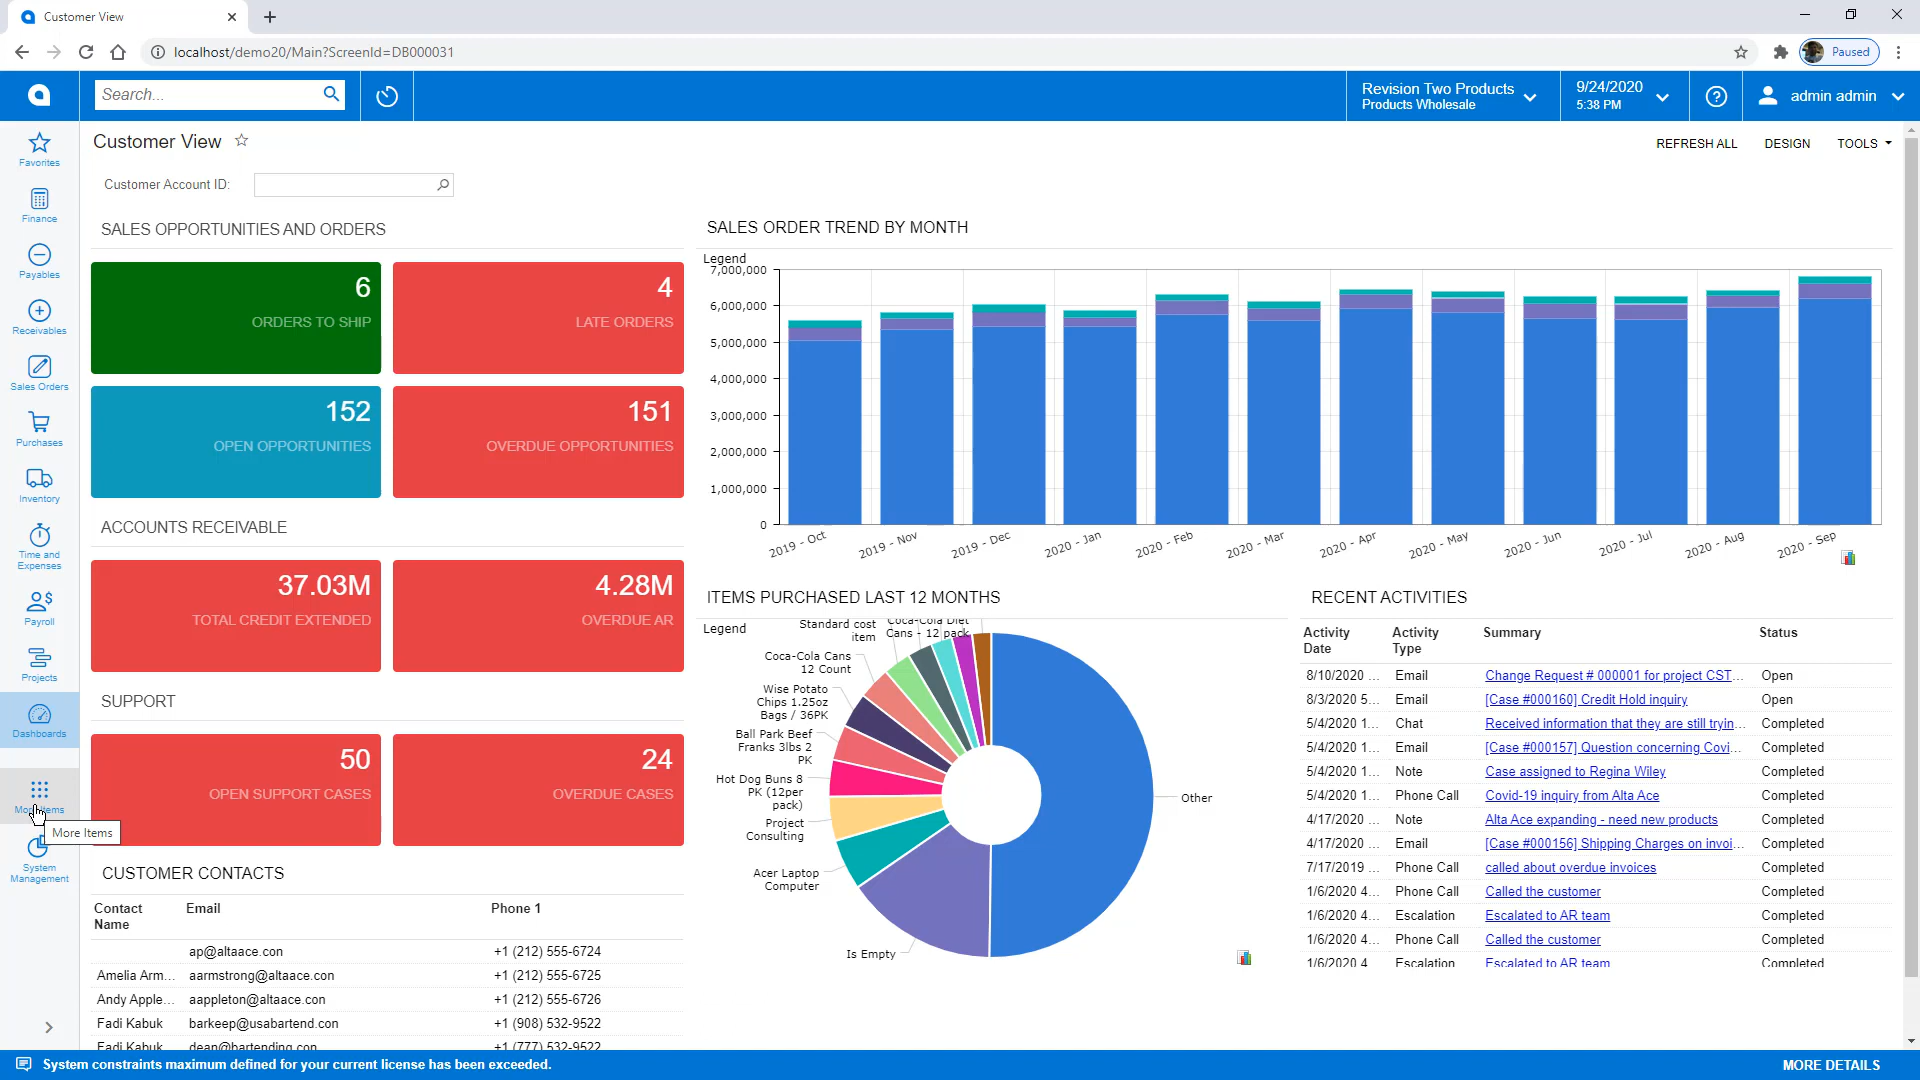 Customer View
localhost/demo20/Main?ScreenId=DB000031
Paused
Search...
Revision Two Products
Products Wholesale
9/24/2020
5:38 PM
admin admin
Favorites
Finance
Payables
Receivables
Sales Orders
Purchases
Inventory
Time and
Expenses
Payroll
Projects
Dashboards
More Items
System
Management
Customer View
REFRESH ALL
DESIGN
TOOLS
Customer Account ID:
SALES OPPORTUNITIES AND ORDERS
6
ORDERS TO SHIP
4
LATE ORDERS
152
OPEN OPPORTUNITIES
151
OVERDUE OPPORTUNITIES
ACCOUNTS RECEIVABLE
37.03M
TOTAL CREDIT EXTENDED
4.28M
OVERDUE AR
SUPPORT
50
OPEN SUPPORT CASES
24
OVERDUE CASES
CUSTOMER CONTACTS
Contact
Name
Email
Phone 1
ap@altaace.con
+1 (212) 555-6724
Amelia Arm... aarmstrong@altaace.con +1 (212) 555-6725
Andy Apple... aappleton@altaace.con +1 (212) 555-6726
Fadi Kabuk barkeep@usabartend.con +1 (908) 532-9522
Fadi Kabuk dean@bartending.con +1 (777) 532-9522
SALES ORDER TREND BY MONTH
Legend
7,000,000
6,000,000
5,000,000
4,000,000
3,000,000
2,000,000
1,000,000
0
2019 - Oct
2019 - Nov
2019 - Dec
2020 - Jan
2020 - Feb
2020 - Mar
2020 - Apr
2020 - May
2020 - Jun
2020 - Jul
2020 - Aug
2020 - Sep
ITEMS PURCHASED LAST 12 MONTHS
Legend
Standard cost
item
Coca-Cola Diet
Cans - 12 pack
Coca-Cola Cans
12 Count
Wise Potato
Chips 1.25oz
Bags / 36PK
Ball Park Beef
Franks 3lbs 2
PK
Hot Dog Buns 8
PK (12per
pack)
Project
Consulting
Acer Laptop
Computer
Is Empty
Other
RECENT ACTIVITIES
Activity
Date
Activity
Type
Summary
Status
8/10/2020 ... Email Change Request # 000001 for project CST... Open
8/3/2020 5... Email [Case #000160] Credit Hold inquiry Open
5/4/2020 1... Chat Received information that they are still tryin... Completed
5/4/2020 1... Email [Case #000157] Question concerning Covi... Completed
5/4/2020 1... Note Case assigned to Regina Wiley Completed
5/4/2020 1... Phone Call Covid-19 inquiry from Alta Ace Completed
4/17/2020 ... Note Alta Ace expanding - need new products Completed
4/17/2020 ... Email [Case #000156] Shipping Charges on invoi... Completed
7/17/2019 ... Phone Call called about overdue invoices Completed
1/6/2020 4... Phone Call Called the customer Completed
1/6/2020 4... Escalation Escalated to AR team Completed
1/6/2020 4... Phone Call Called the customer Completed
1/6/2020 4 Escalation Escalated to AR team Completed
More Items
System constraints maximum defined for your current license has been exceeded.
MORE DETAILS